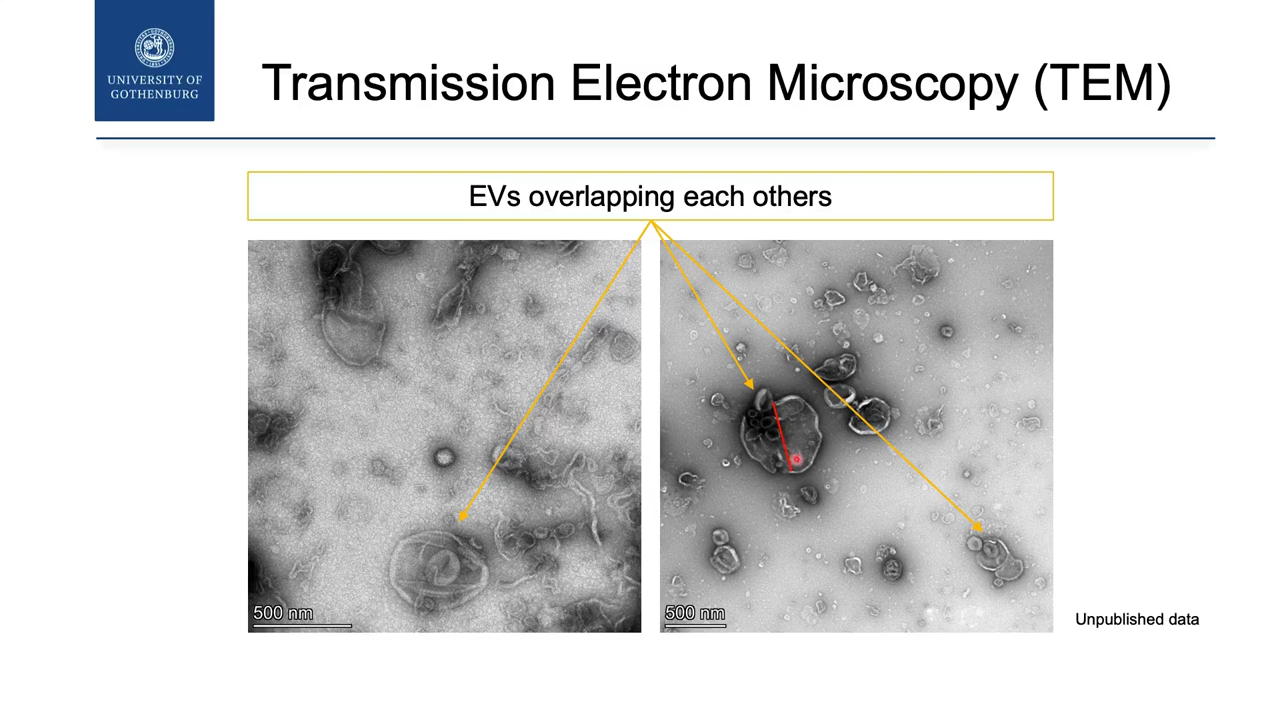 UNIVERSITY OF
GOTHENBURG
Transmission Electron Microscopy (TEM)
EVs overlapping each others
500 nm
500 nm
Unpublished data